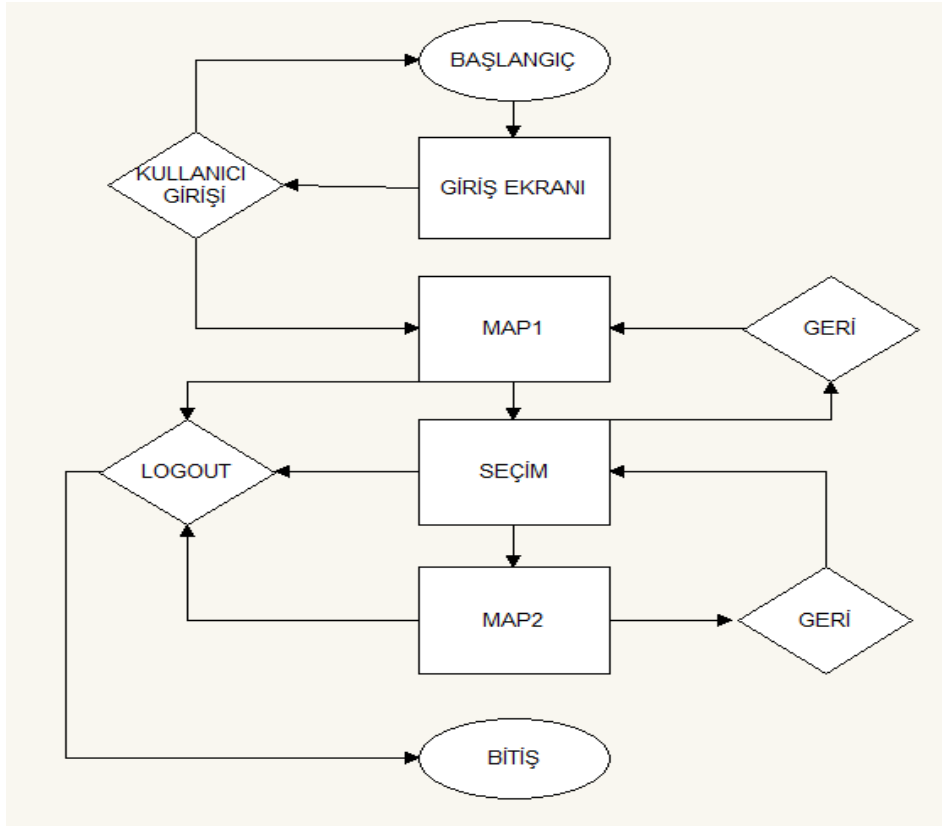 BAŞLANGIÇ
KULLANICI
GİRİŞİ
GİRİŞ EKRANI
MAP1
GERİ
LOGOUT
SEÇİM
MAP2
GERİ
BİTİŞ